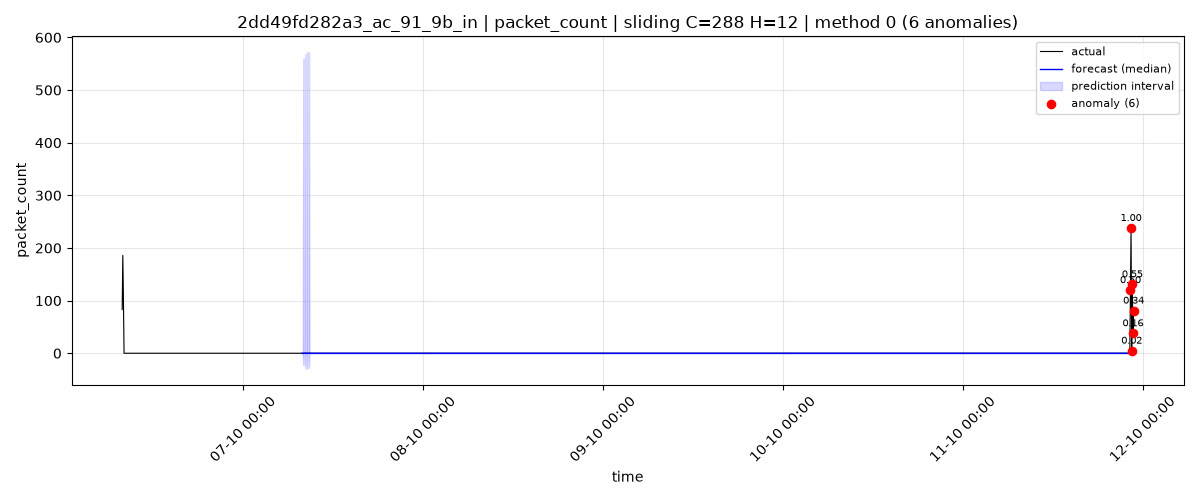 2dd49fd282a3_ac_91_9b_in | packet_count | sliding C=288 H=12 | method 0 (6 anomalies)
actual
forecast (median)
prediction interval
anomaly (6)
packet_count
600
500
400
300
200
100
0
1.00
0.55
0.34
0.16
0.02
07-10 00:00
08-10 00:00
09-10 00:00
10-10 00:00
11-10 00:00
12-10 00:00
time